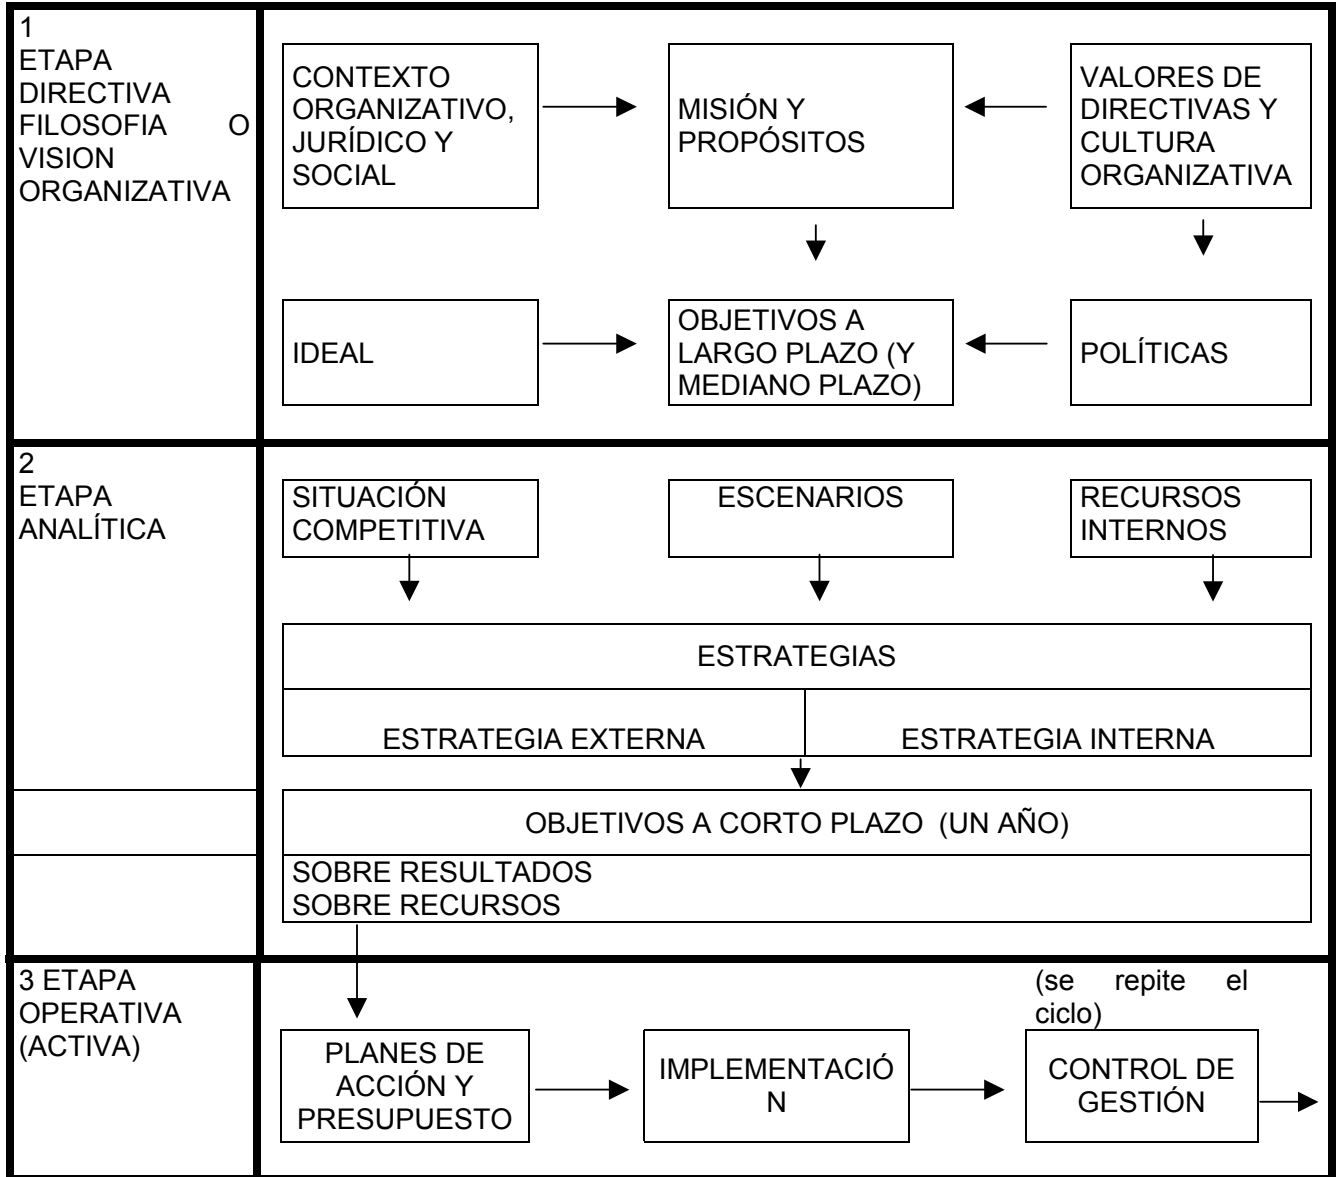 1
ETAPA
DIRECTIVA
FILOSOFIA O
VISION
ORGANIZATIVA
CONTEXTO
ORGANIZATIVO,
JURÍDICO Y
SOCIAL
MISIÓN Y
PROPÓSITOS
VALORES DE
DIRECTIVAS Y
CULTURA
ORGANIZATIVA
IDEAL
OBJETIVOS A
LARGO PLAZO (Y
MEDIANO PLAZO)
POLÍTICAS
2
ETAPA
ANALÍTICA
SITUACIÓN
COMPETITIVA
ESCENARIOS
RECURSOS
INTERNOS
ESTRATEGIAS
ESTRATEGIA EXTERNA
ESTRATEGIA INTERNA
OBJETIVOS A CORTO PLAZO (UN AÑO)
SOBRE RESULTADOS
SOBRE RECURSOS
3 ETAPA
OPERATIVA
(ACTIVA)
PLANES DE
ACCIÓN Y
PRESUPUESTO
IMPLEMENTACIÓ
N
(se repite el
ciclo)
CONTROL DE
GESTIÓN